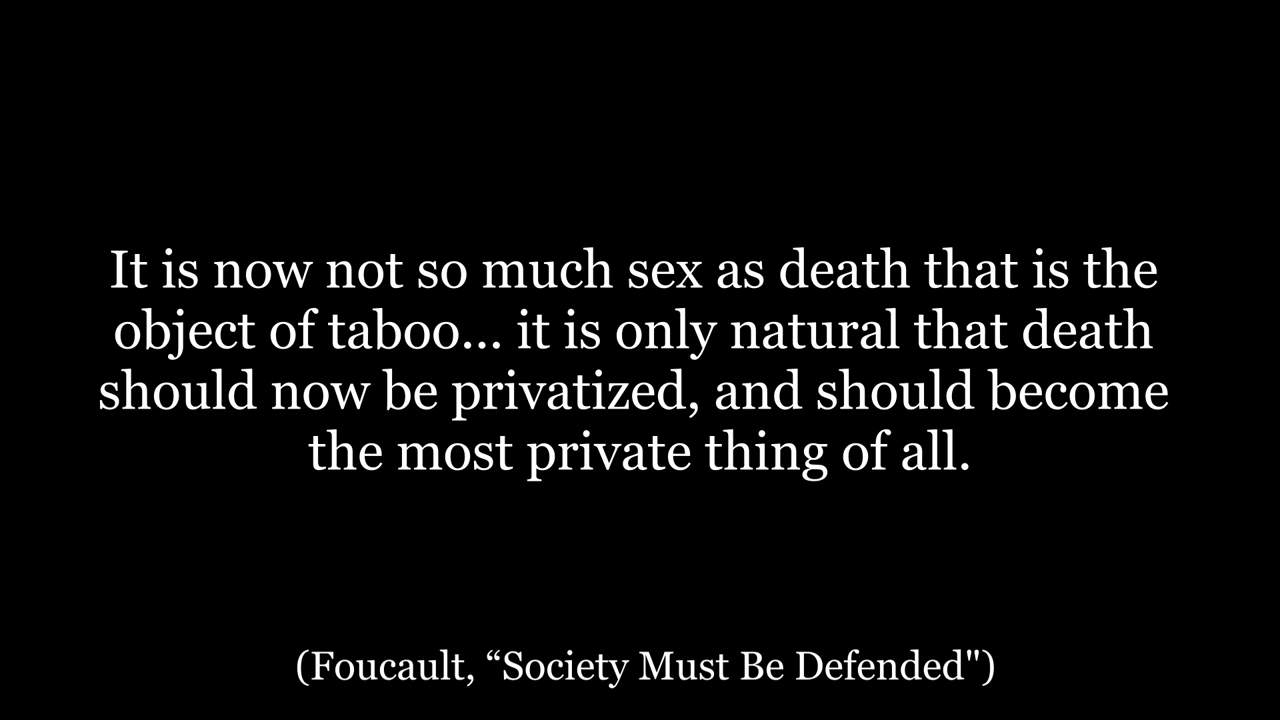 It is now not so much sex as death that is the
object of taboo... it is only natural that death
should now be privatized, and should become
the most private thing of all.
(Foucault, “Society Must Be Defended")